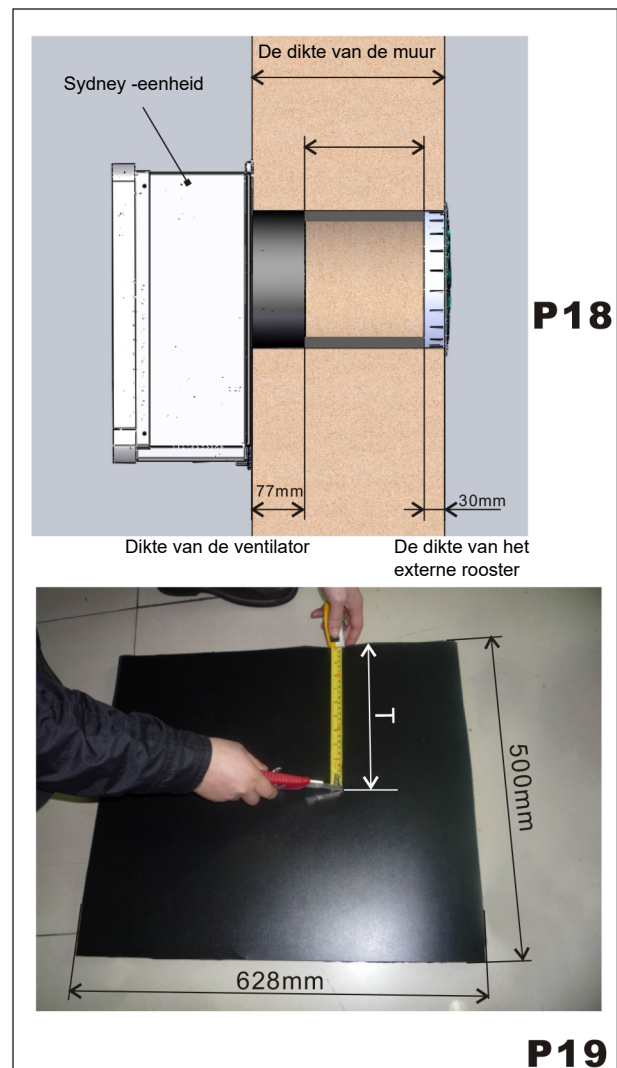 De dikte van de muur
Sydney -eenheid
P18
77mm
30mm
Dikte van de ventilator
De dikte van het
externe rooster
T
500mm
628mm
P19